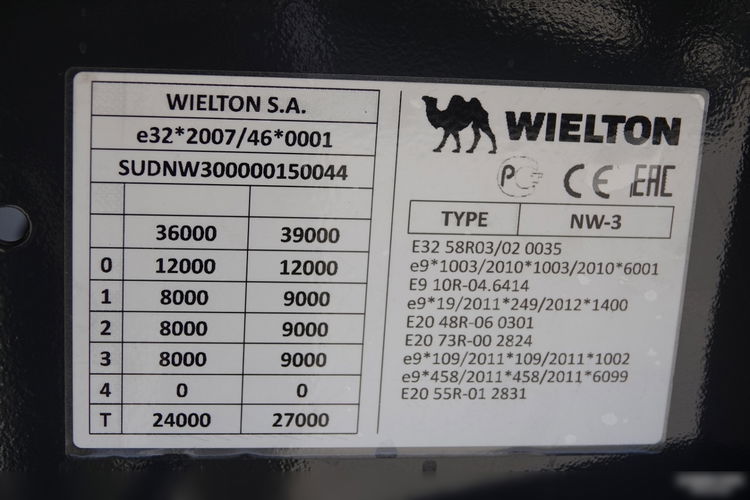 WIELTON S.A.
e32*2007/46*0001
SUDNW300000150044
36000 39000
0 12000 12000
1 8000 9000
2 8000 9000
3 8000 9000
4 0 0
T 24000 27000
WIELTON
PC CE EAC
TYPE NW-3
E32 58R03/02 0035
e9*1003/2010*1003/2010*6001
E9 10R-04.6414
e9*19/2011*249/2012*1400
E20 48R-06 0301
E20 73R-00 2824
e9*109/2011*109/2011*1002
e9*458/2011*458/2011*6099
E20 55R-01 2831